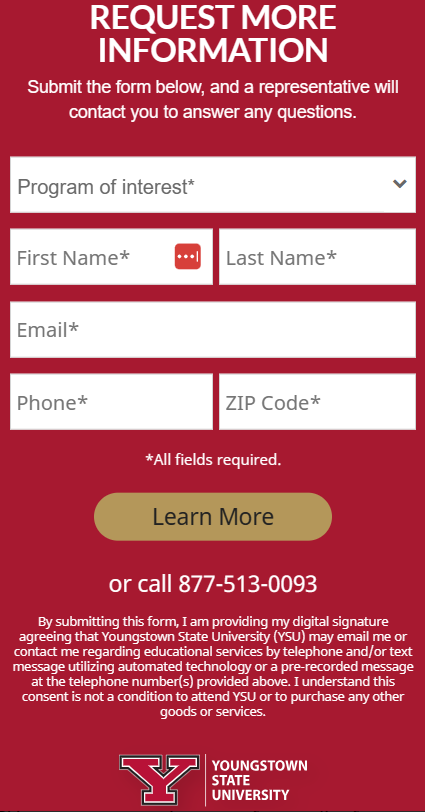 REQUEST MORE
INFORMATION
Submit the form below, and a representative will
contact you to answer any questions.
Program of interest*
First Name*
Last Name*
Email*
Phone*
ZIP Code*
*All fields required.
Learn More
or call 877-513-0093
By submitting this form, I am providing my digital signature
agreeing that Youngstown State University (YSU) may email me or
contact me regarding educational services by telephone and/or text
message utilizing automated technology or a pre-recorded message
at the telephone number(s) provided above. I understand this
consent is not a condition to attend YSU or to purchase any other
goods or services.
Y
YOUNGSTOWN
STATE
UNIVERSITY